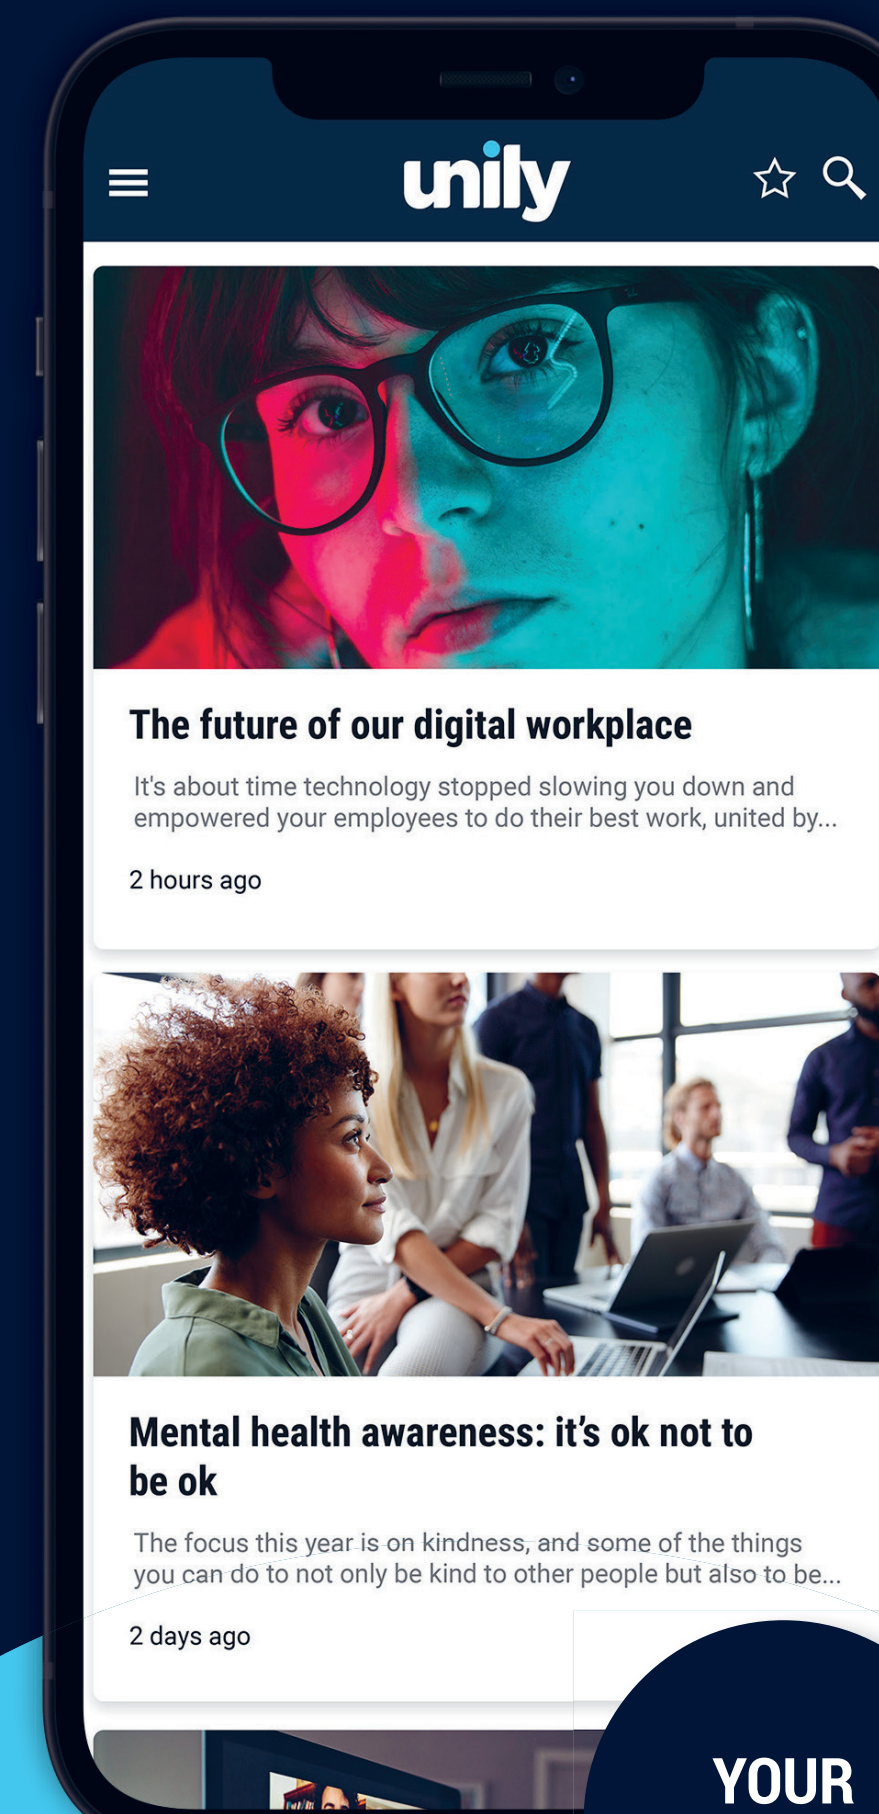 unily
The future of our digital workplace
It's about time technology stopped slowing you down and
empowered your employees to do their best work, united by...
2 hours ago
Mental health awareness: it’s ok not to
be ok
The focus this year is on kindness, and some of the things
you can do to not only be kind to other people but also to be...
2 days ago
YOUR